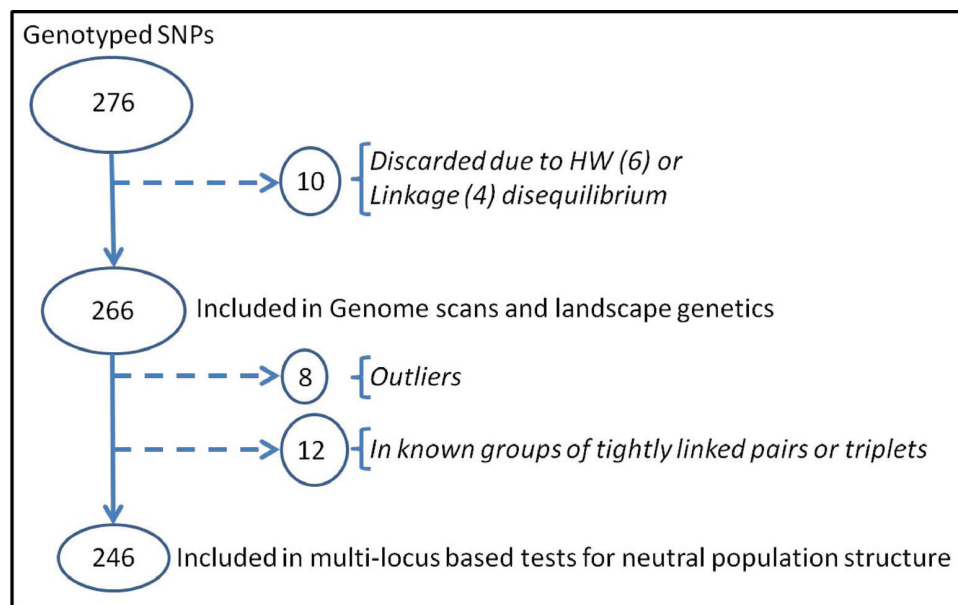 Genotyped SNPs
276
10
Discarded due to HW (6) or
Linkage (4) disequilibrium
266
Included in Genome scans and landscape genetics
8
Outliers
12
In known groups of tightly linked pairs or triplets
246
Included in multi-locus based tests for neutral population structure